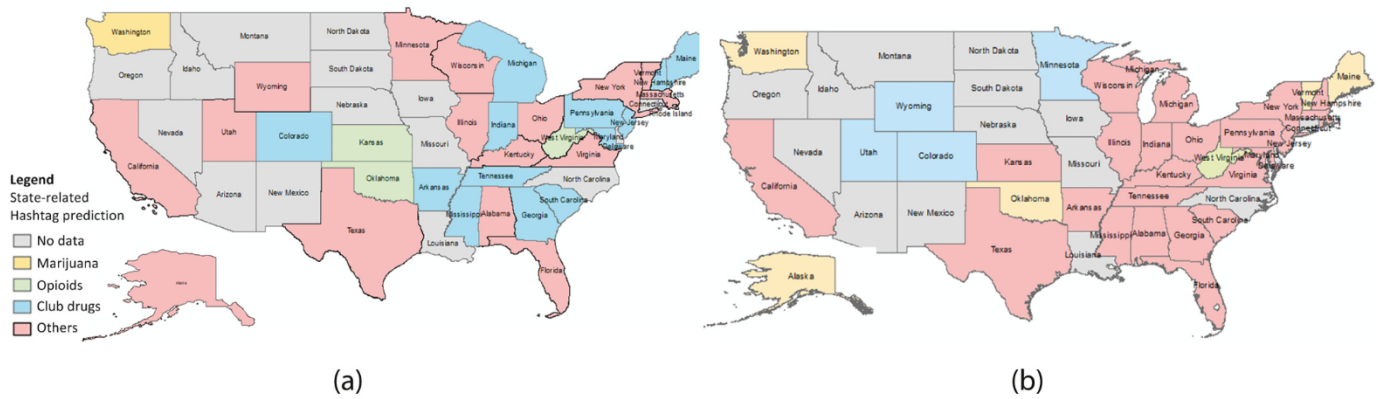 Washington
Montana
North Dakota
Minnesota
Maine
Oregon
Idaho
South Dakota
Wisconsin
Michigan
Vermont
New Hampshire
New York
Massachusetts
Connecticut
Rhode Island
Wyoming
Nebraska
Iowa
Pennsylvania
New Jersey
Nevada
Utah
Colorado
Illinois
Indiana
Ohio
Maryland
Delaware
Kansas
Missouri
West Virginia
Kentucky
Virginia
California
Oklahoma
Tennessee
North Carolina
Arizona
New Mexico
Arkansas
South Carolina
Mississippi
Alabama
Georgia
Texas
Louisiana
Florida
Legend
State-related
Hashtag prediction
No data
Marijuana
Opioids
Club drugs
Others
(a)
Washington
Montana
North Dakota
Minnesota
Maine
Oregon
Idaho
South Dakota
Wisconsin
Michigan
Vermont
New Hampshire
New York
Massachusetts
Connecticut
Wyoming
Nebraska
Iowa
Pennsylvania
New Jersey
Nevada
Utah
Colorado
Illinois
Indiana
Ohio
Maryland
Delaware
Kansas
Missouri
West Virginia
Kentucky
Virginia
California
Oklahoma
Tennessee
North Carolina
Arizona
New Mexico
Arkansas
South Carolina
Mississippi
Alabama
Georgia
Texas
Louisiana
Florida
Alaska
(b)